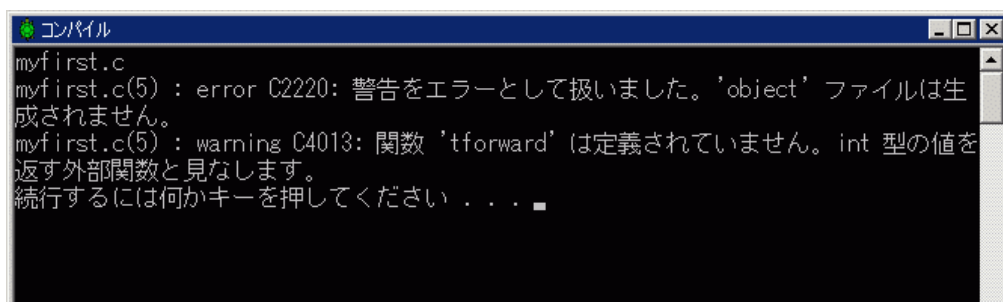 コンパイル
myfirst.c
myfirst.c(5) : error C2220: 警告をエラーとして扱いました。'object' ファイルは生
成されません。
myfirst.c(5) : warning C4013: 関数 'tforward' は定義されていません。int 型の値を
返す外部関数と見なします。
続行するには何かキーを押してください . . .